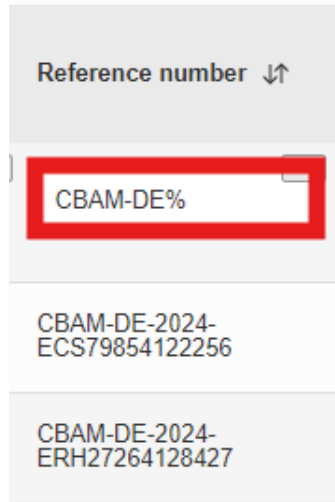 Reference number
CBAM-DE%
CBAM-DE-2024-
ECS79854122256
CBAM-DE-2024-
ERH27264128427